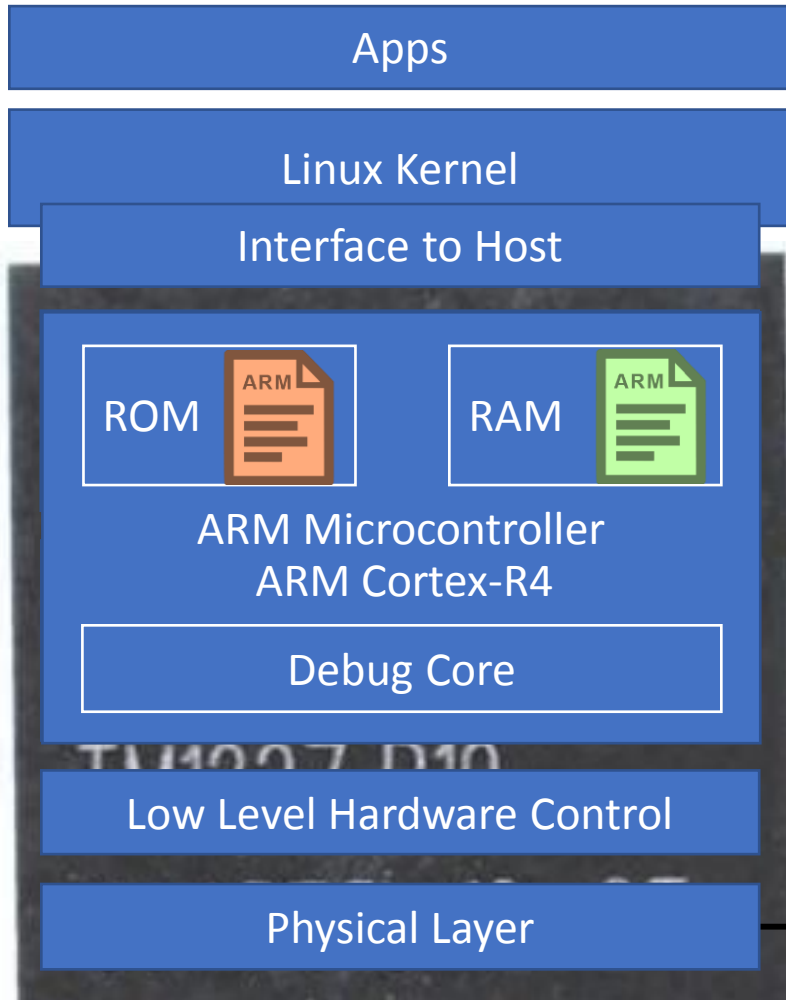 Apps
Linux Kernel
Interface to Host
ROM
ARM
RAM
ARM
ARM Microcontroller
ARM Cortex-R4
Debug Core
Low Level Hardware Control
Physical Layer